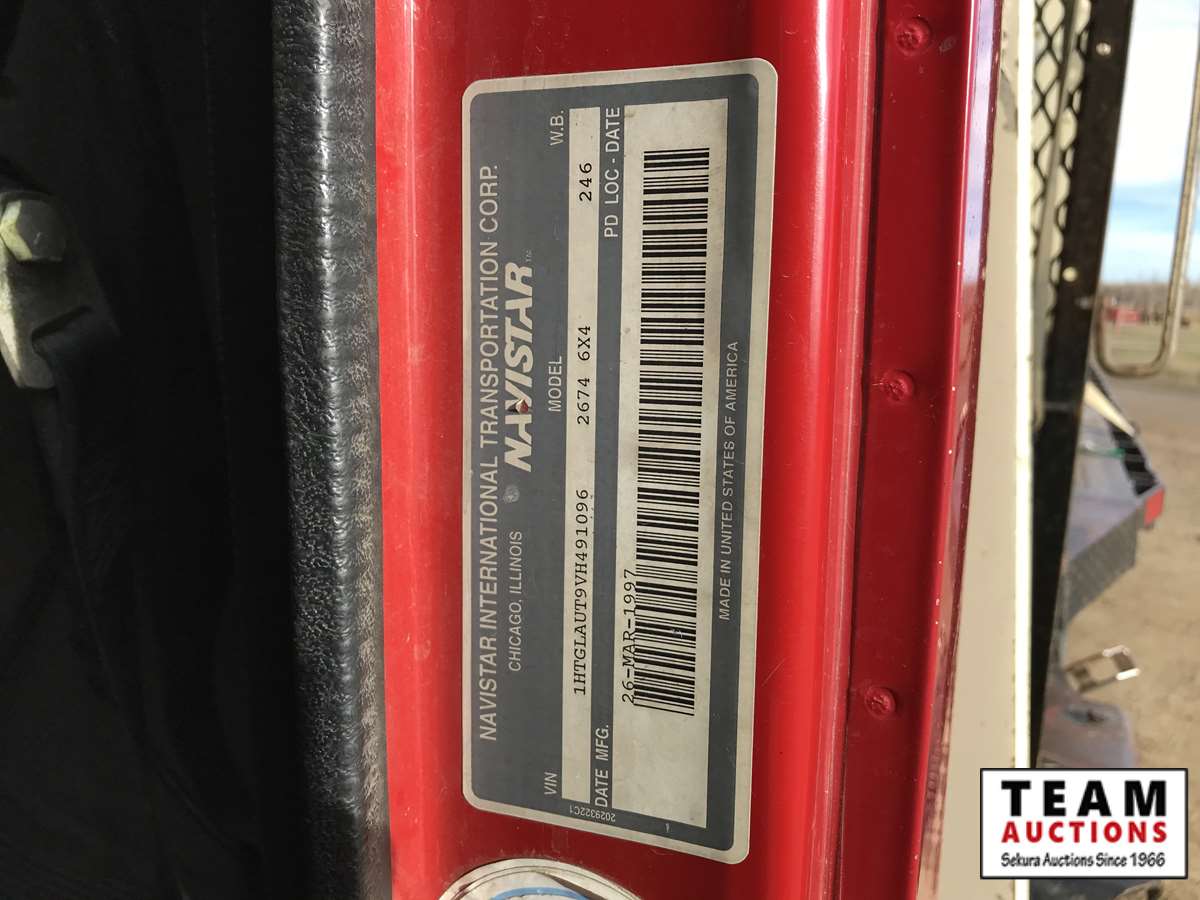 NAVISTAR INTERNATIONAL TRANSPORTATION CORP.
CHICAGO, ILLINOIS
NAVISTAR™
VIN MODEL W.B.
1HTGLAUT9VH491096 2674 6X4 246
DATE MFG. PD LOC - DATE
26-MAR-1997
MADE IN UNITED STATES OF AMERICA
2029322C1
TEAM
AUCTIONS
Sekura Auctions Since 1966